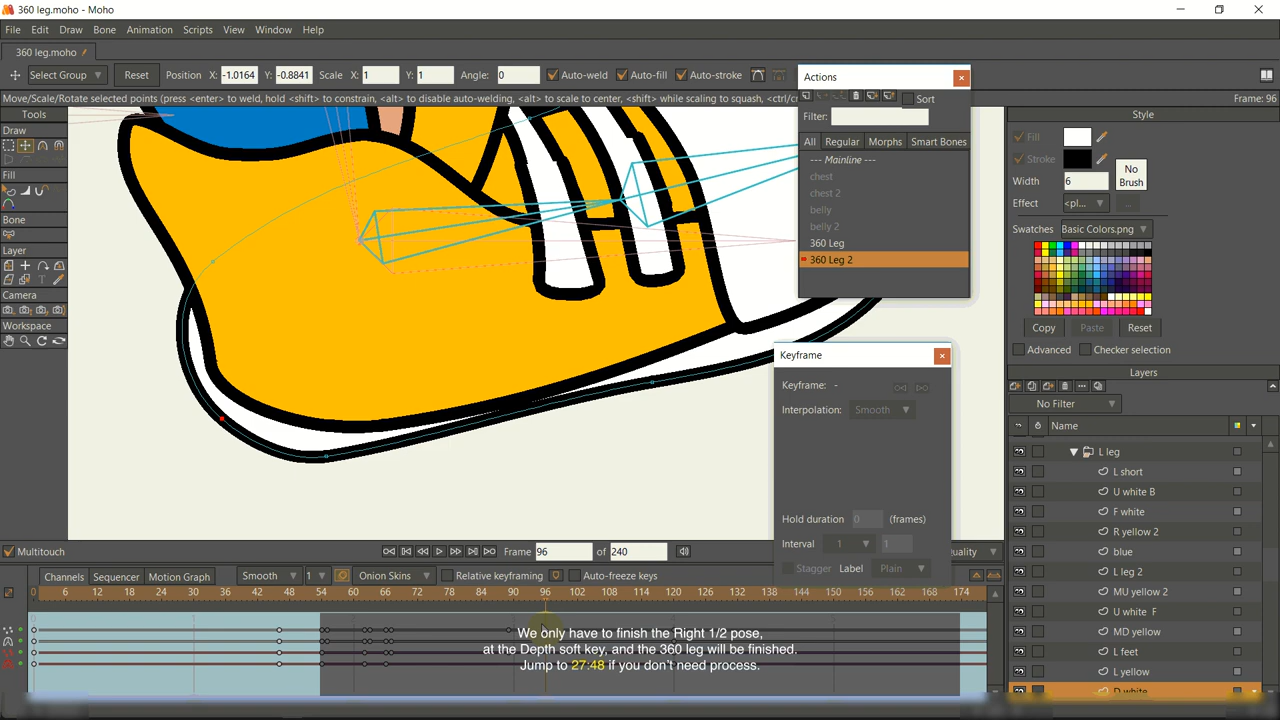 360 leg.moho - Moho
File Edit Draw Bone Animation Scripts View Window Help
360 leg.moho
Select Group Position X: -1.0164 Y: -0.8841 Scale X: 1 Y: 1 Angle: 0 Auto-weld Auto-fill Auto-stroke
Reset
Move/Scale/Rotate selected points (press <enter> to weld, hold <shift> to constrain, <alt> to disable auto-welding, <alt> to scale to center, <shift> while scaling to squash, <ctrl/c
Frame: 96
Tools
Draw
Fill
Bone
Layer
Camera
Workspace
Actions
Sort
Filter:
All Regular Morphs Smart Bones
--- Mainline ---
chest
chest 2
belly
belly 2
360 Leg
360 Leg 2
Keyframe
Keyframe: -
Interpolation: Smooth
Hold duration 0 (frames)
Interval 1 1
Stagger Label Plain
Style
Fill
Stroke
No Brush
Width 6
Effect <pl...
Swatches Basic Colors.png
Copy Paste Reset
Advanced Checker selection
Layers
No Filter
Name
L leg
L short
U white B
F white
R yellow 2
blue
L leg 2
MU yellow 2
U white F
MD yellow
L feet
L yellow
D white
Multitouch
Frame 96 of 240
uality
Channels Sequencer Motion Graph Smooth 1 Onion Skins Relative keyframing Auto-freeze keys
0 6 12 18 24 30 36 42 48 54 60 66 72 78 84 90 96 102 108 114 120 126 132 138 144 150 156 162 168 174
We only have to finish the Right 1/2 pose,
at the Depth soft key, and the 360 leg will be finished.
Jump to 27:48 if you don't need process.